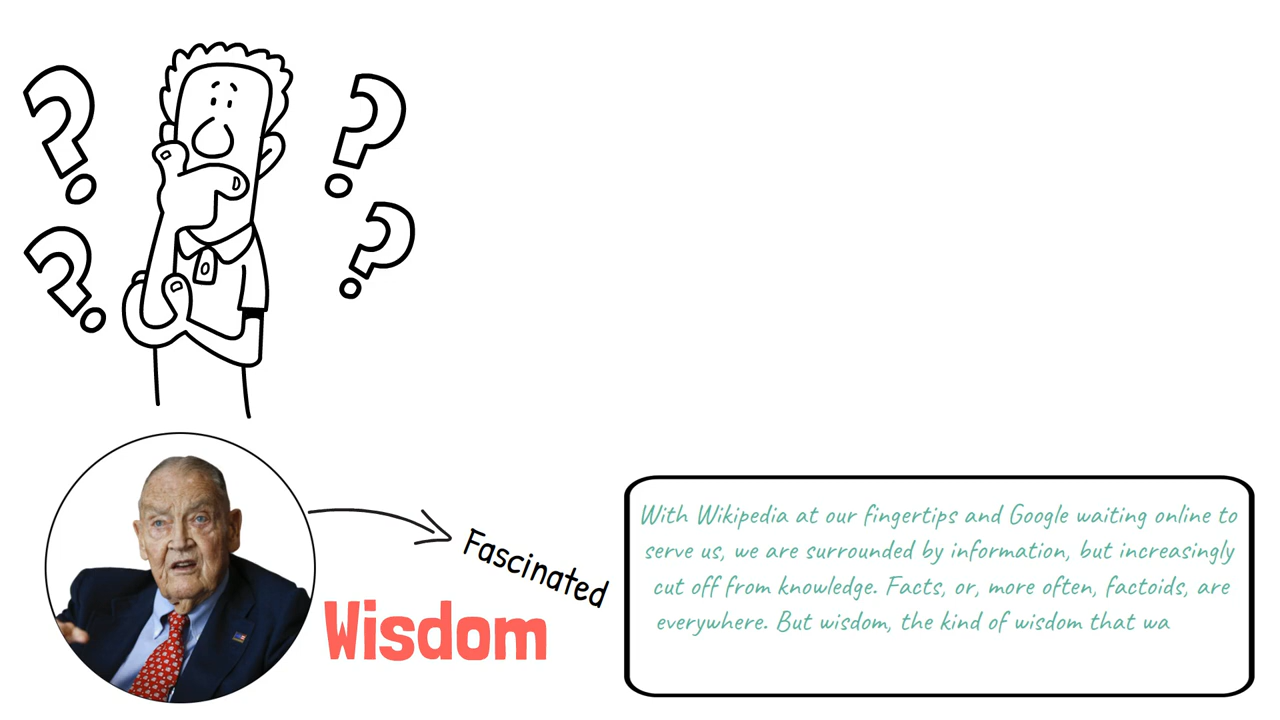 ?
?
?
?
Fascinated
Wisdom
With Wikipedia at our fingertips and Google waiting online to
serve us, we are surrounded by information, but increasingly
cut off from knowledge. Facts, or, more often, factoids, are
everywhere. But wisdom, the kind of wisdom that wa